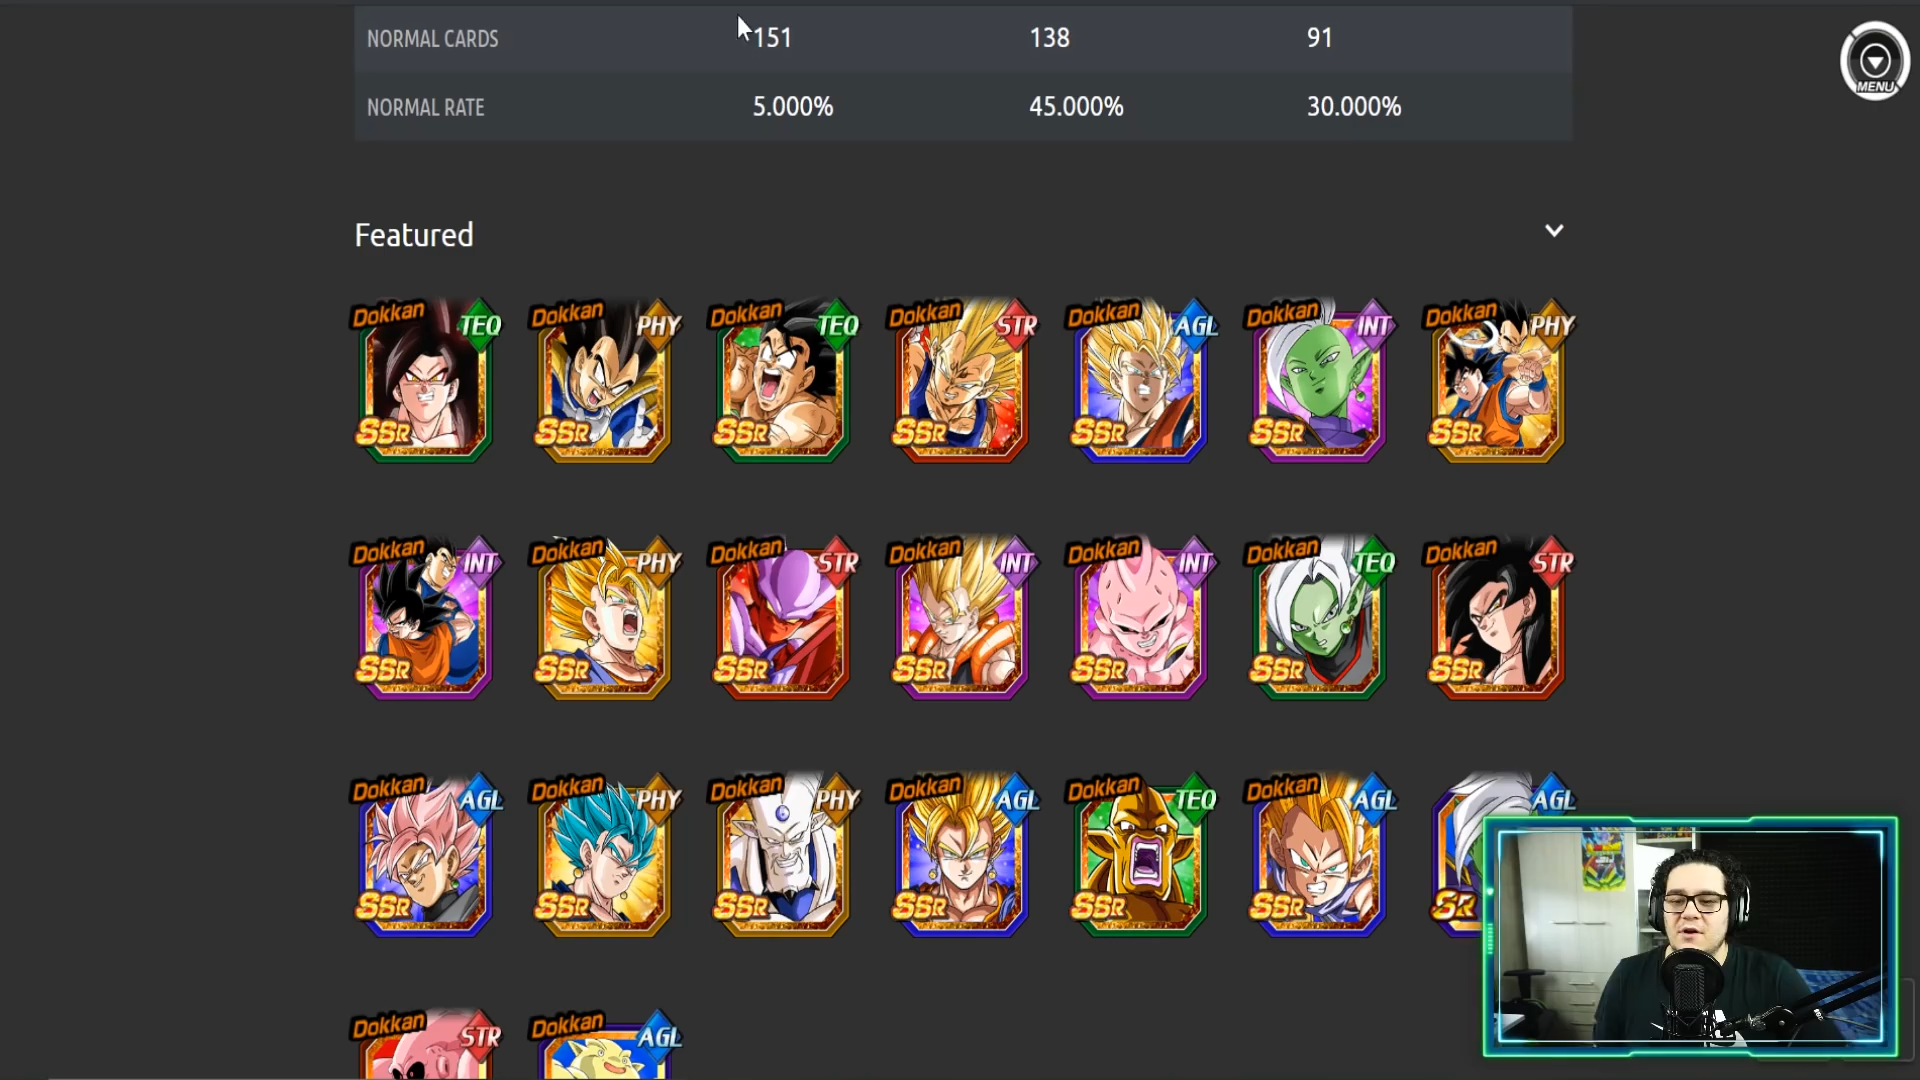 NORMAL CARDS 151 138 91
MENU
NORMAL RATE 5.000% 45.000% 30.000%
Featured
Dokkan TEQ Dokkan PHY Dokkan TEQ Dokkan STR Dokkan AGL Dokkan INT Dokkan PHY
SSR SSR SSR SSR SSR SSR SSR
Dokkan INT Dokkan PHY Dokkan STR Dokkan INT Dokkan INT Dokkan TEQ Dokkan STR
SSR SSR SSR SSR SSR SSR SSR
Dokkan AGL Dokkan PHY Dokkan PHY Dokkan AGL Dokkan TEQ Dokkan AGL AGL
SSR SSR SSR SSR SSR SSR SR
Dokkan STR Dokkan AGL